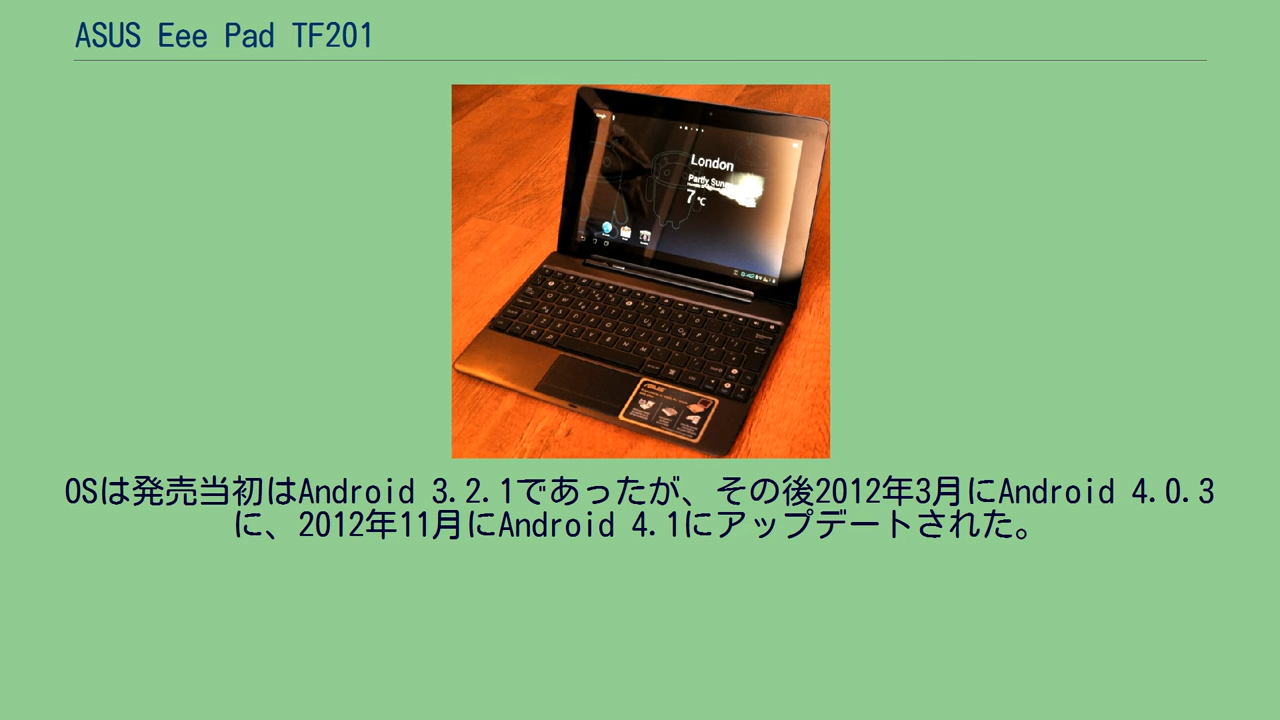 ASUS Eee Pad TF201
London
Partly Sunny
7 ℃
ASUS
OSは発売当初はAndroid 3.2.1であったが、その後2012年3月にAndroid 4.0.3
に、2012年11月にAndroid 4.1にアップデートされた。